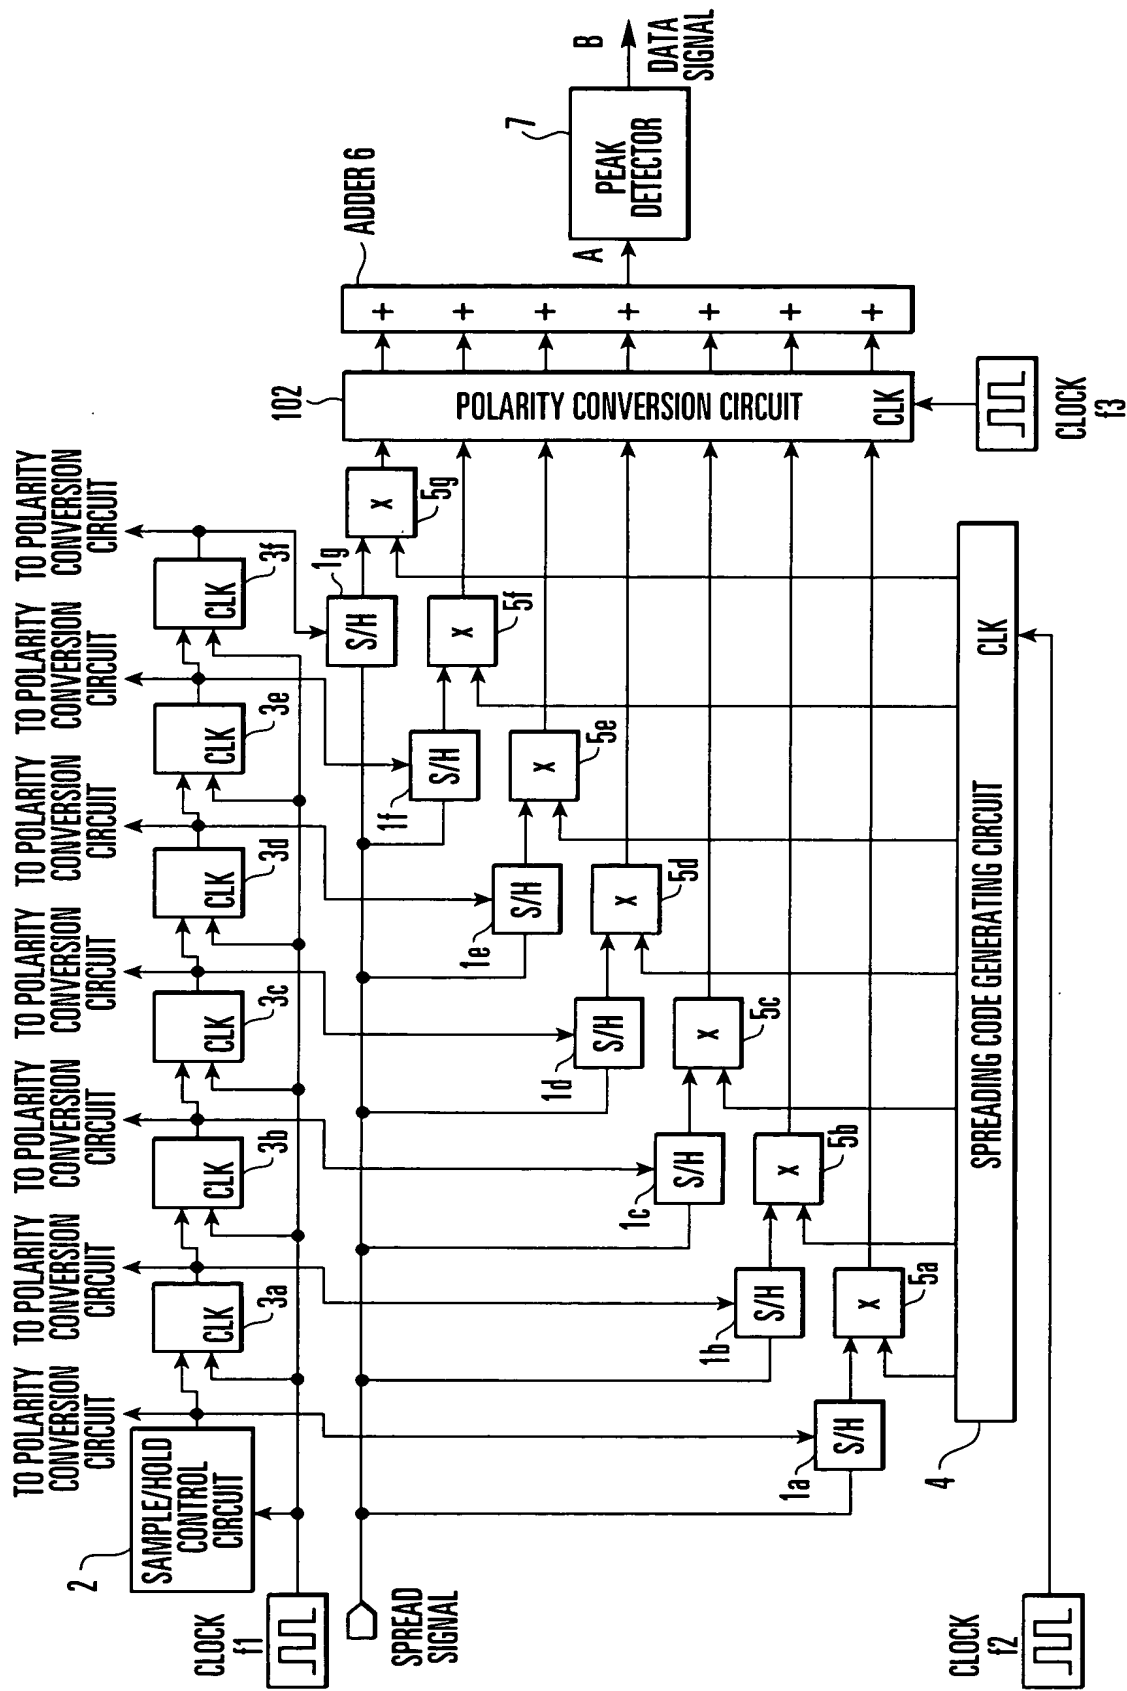 TO POLARITY
CONVERSION
CIRCUIT
TO POLARITY
CONVERSION
CIRCUIT
TO POLARITY
CONVERSION
CIRCUIT
TO POLARITY
CONVERSION
CIRCUIT
TO POLARITY
CONVERSION
CIRCUIT
TO POLARITY
CONVERSION
CIRCUIT
TO POLARITY
CONVERSION
CIRCUIT
2
SAMPLE/HOLD
CONTROL
CIRCUIT
CLK
3a
CLK
3b
CLK
3c
CLK
3d
CLK
3e
CLK
3f
CLOCK
f1
SPREAD
SIGNAL
S/H
1g
X
5g
S/H
1f
X
5f
S/H
1e
X
5e
S/H
1d
X
5d
S/H
1c
X
5c
S/H
1b
X
5b
S/H
1a
X
5a
102
POLARITY CONVERSION CIRCUIT
CLK
CLOCK
f3
ADDER 6
+
+
+
+
+
+
+
A
7
PEAK
DETECTOR
B
DATA
SIGNAL
4
SPREADING CODE GENERATING CIRCUIT
CLK
CLOCK
f2